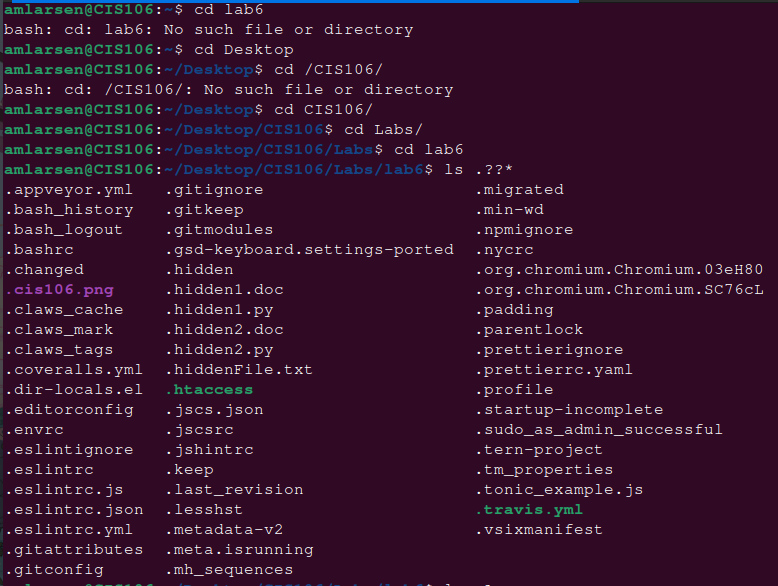 amlarsen@CIS106:~$ cd lab6
bash: cd: lab6: No such file or directory
amlarsen@CIS106:~$ cd Desktop
amlarsen@CIS106:~/Desktop$ cd /CIS106/
bash: cd: /CIS106/: No such file or directory
amlarsen@CIS106:~/Desktop$ cd CIS106/
amlarsen@CIS106:~/Desktop/CIS106$ cd Labs/
amlarsen@CIS106:~/Desktop/CIS106/Labs$ cd lab6
amlarsen@CIS106:~/Desktop/CIS106/Labs/lab6$ ls .??*
.appveyor.yml .gitignore .migrated
.bash_history .gitkeep .min-wd
.bash_logout .gitmodules .npmignore
.bashrc .gsd-keyboard.settings-ported .nycrc
.changed .hidden .org.chromium.Chromium.03eH80
.cis106.png .hidden1.doc .org.chromium.Chromium.SC76cL
.claws_cache .hidden1.py .padding
.claws_mark .hidden2.doc .parentlock
.claws_tags .hidden2.py .prettierignore
.coveralls.yml .hiddenFile.txt .prettierrc.yaml
.dir-locals.el .htaccess .profile
.editorconfig .jscs.json .startup-incomplete
.envrc .jscsrc .sudo_as_admin_successful
.eslintignore .jshintrc .tern-project
.eslintrc .keep .tm_properties
.eslintrc.js .last_revision .tonic_example.js
.eslintrc.json .lesshst .travis.yml
.eslintrc.yml .metadata-v2 .vsixmanifest
.gitattributes .meta.isrunning
.gitconfig .mh_sequences